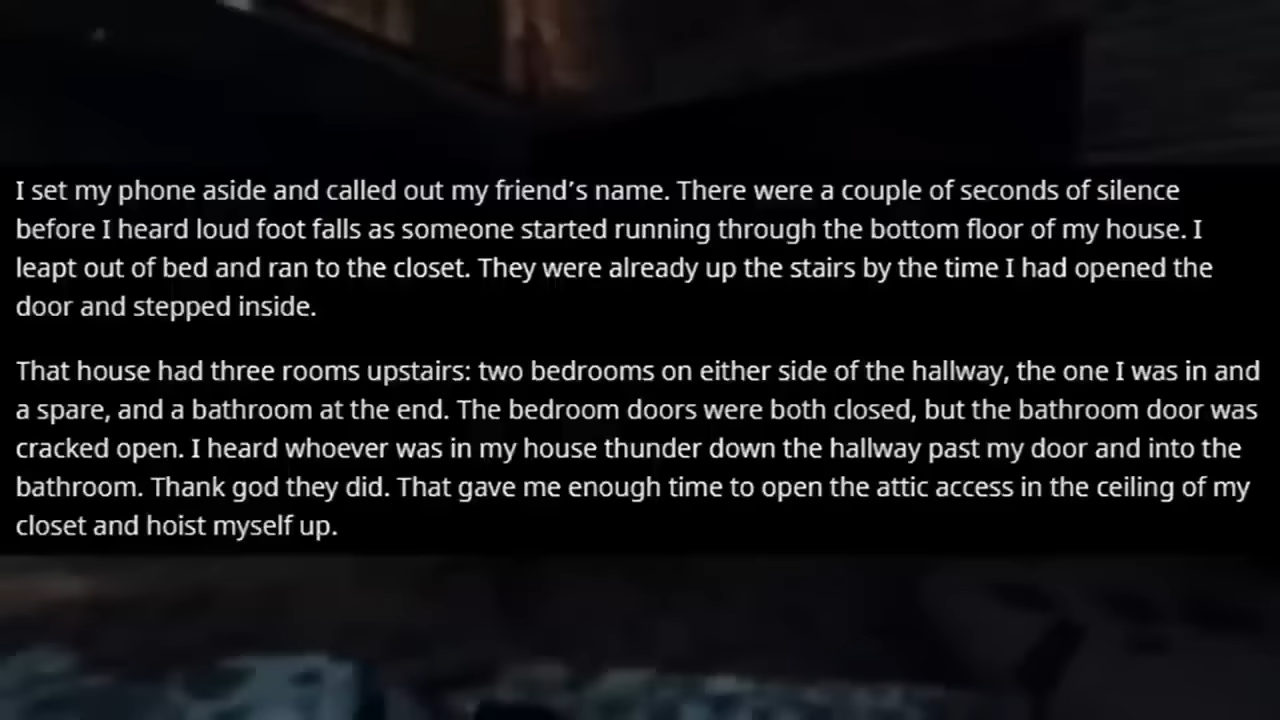 I set my phone aside and called out my friend’s name. There were a couple of seconds of silence
before I heard loud foot falls as someone started running through the bottom floor of my house. I
leapt out of bed and ran to the closet. They were already up the stairs by the time I had opened the
door and stepped inside.
That house had three rooms upstairs: two bedrooms on either side of the hallway, the one I was in and
a spare, and a bathroom at the end. The bedroom doors were both closed, but the bathroom door was
cracked open. I heard whoever was in my house thunder down the hallway past my door and into the
bathroom. Thank god they did. That gave me enough time to open the attic access in the ceiling of my
closet and hoist myself up.